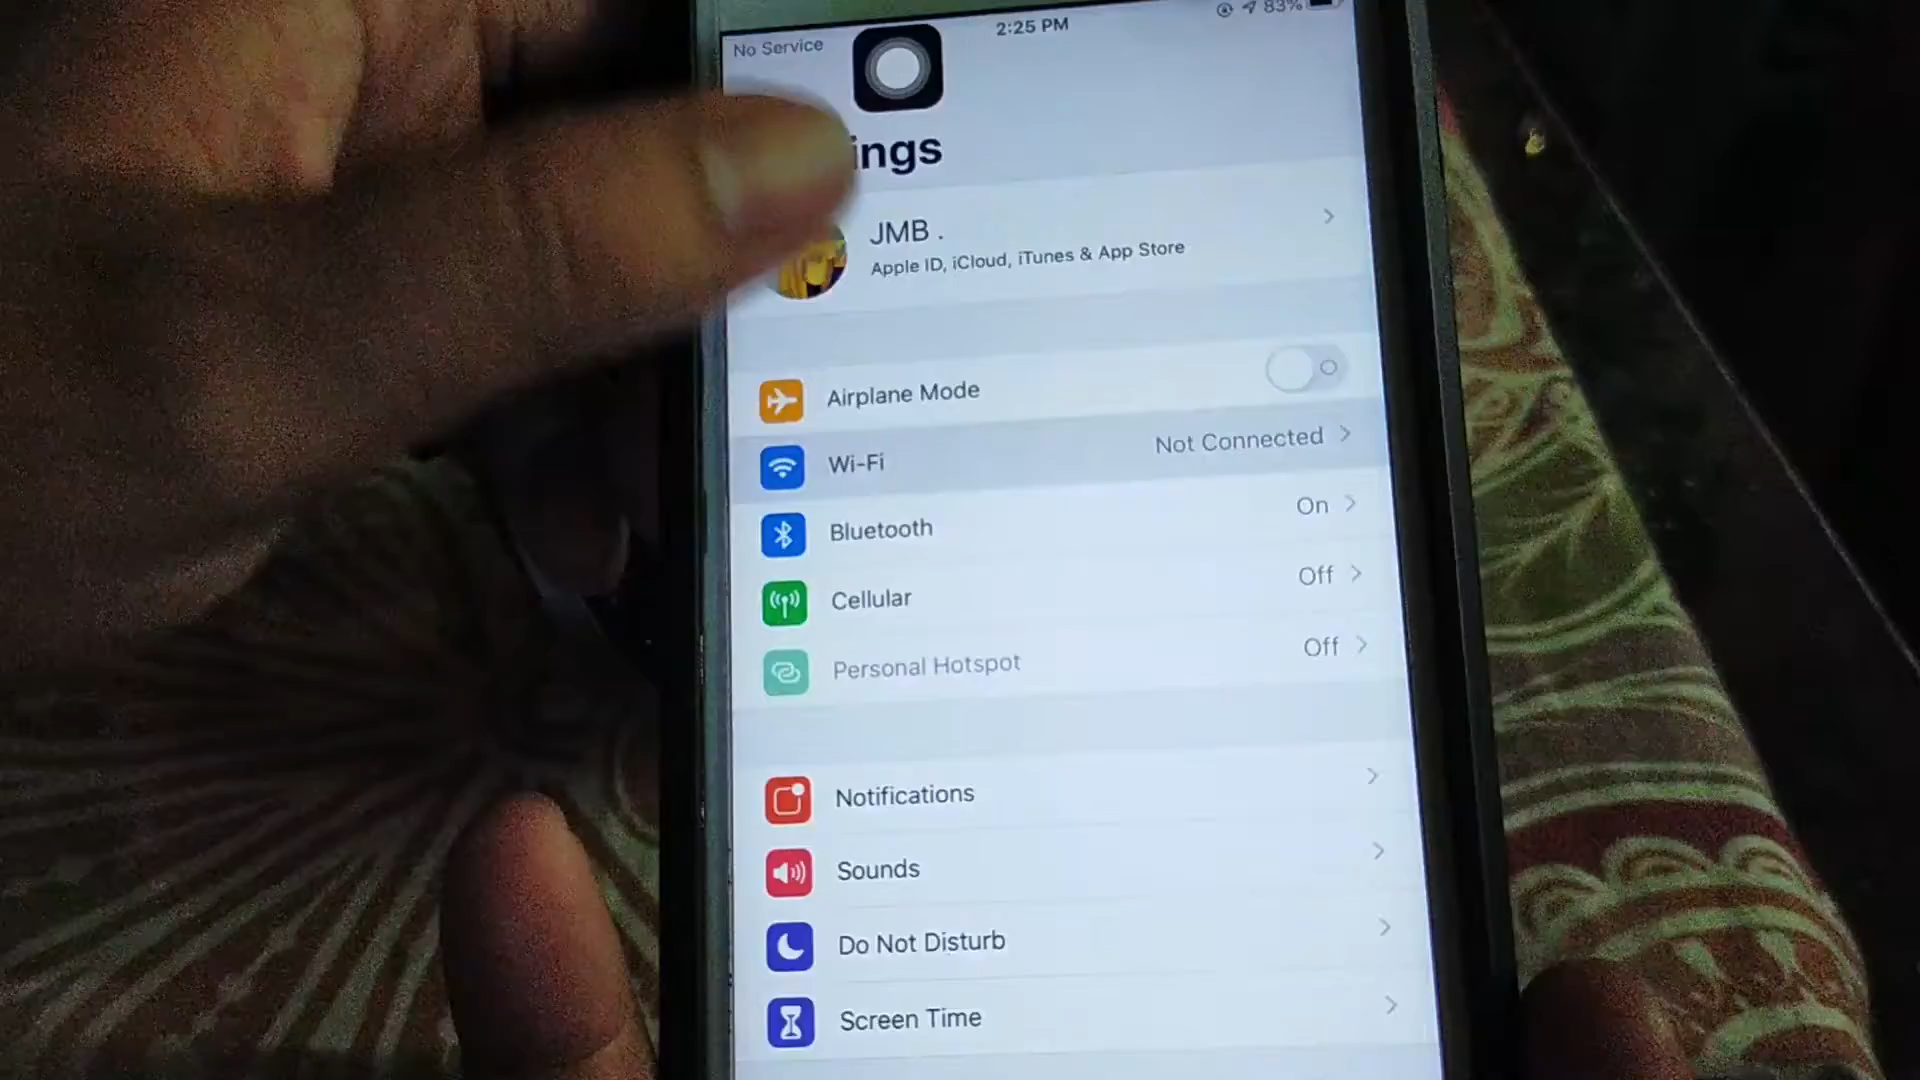 No Service 2:25 PM 83%
ings
JMB .
Apple ID, iCloud, iTunes & App Store
Airplane Mode
Wi-Fi Not Connected
Bluetooth On
Cellular Off
Personal Hotspot Off
Notifications
Sounds
Do Not Disturb
Screen Time